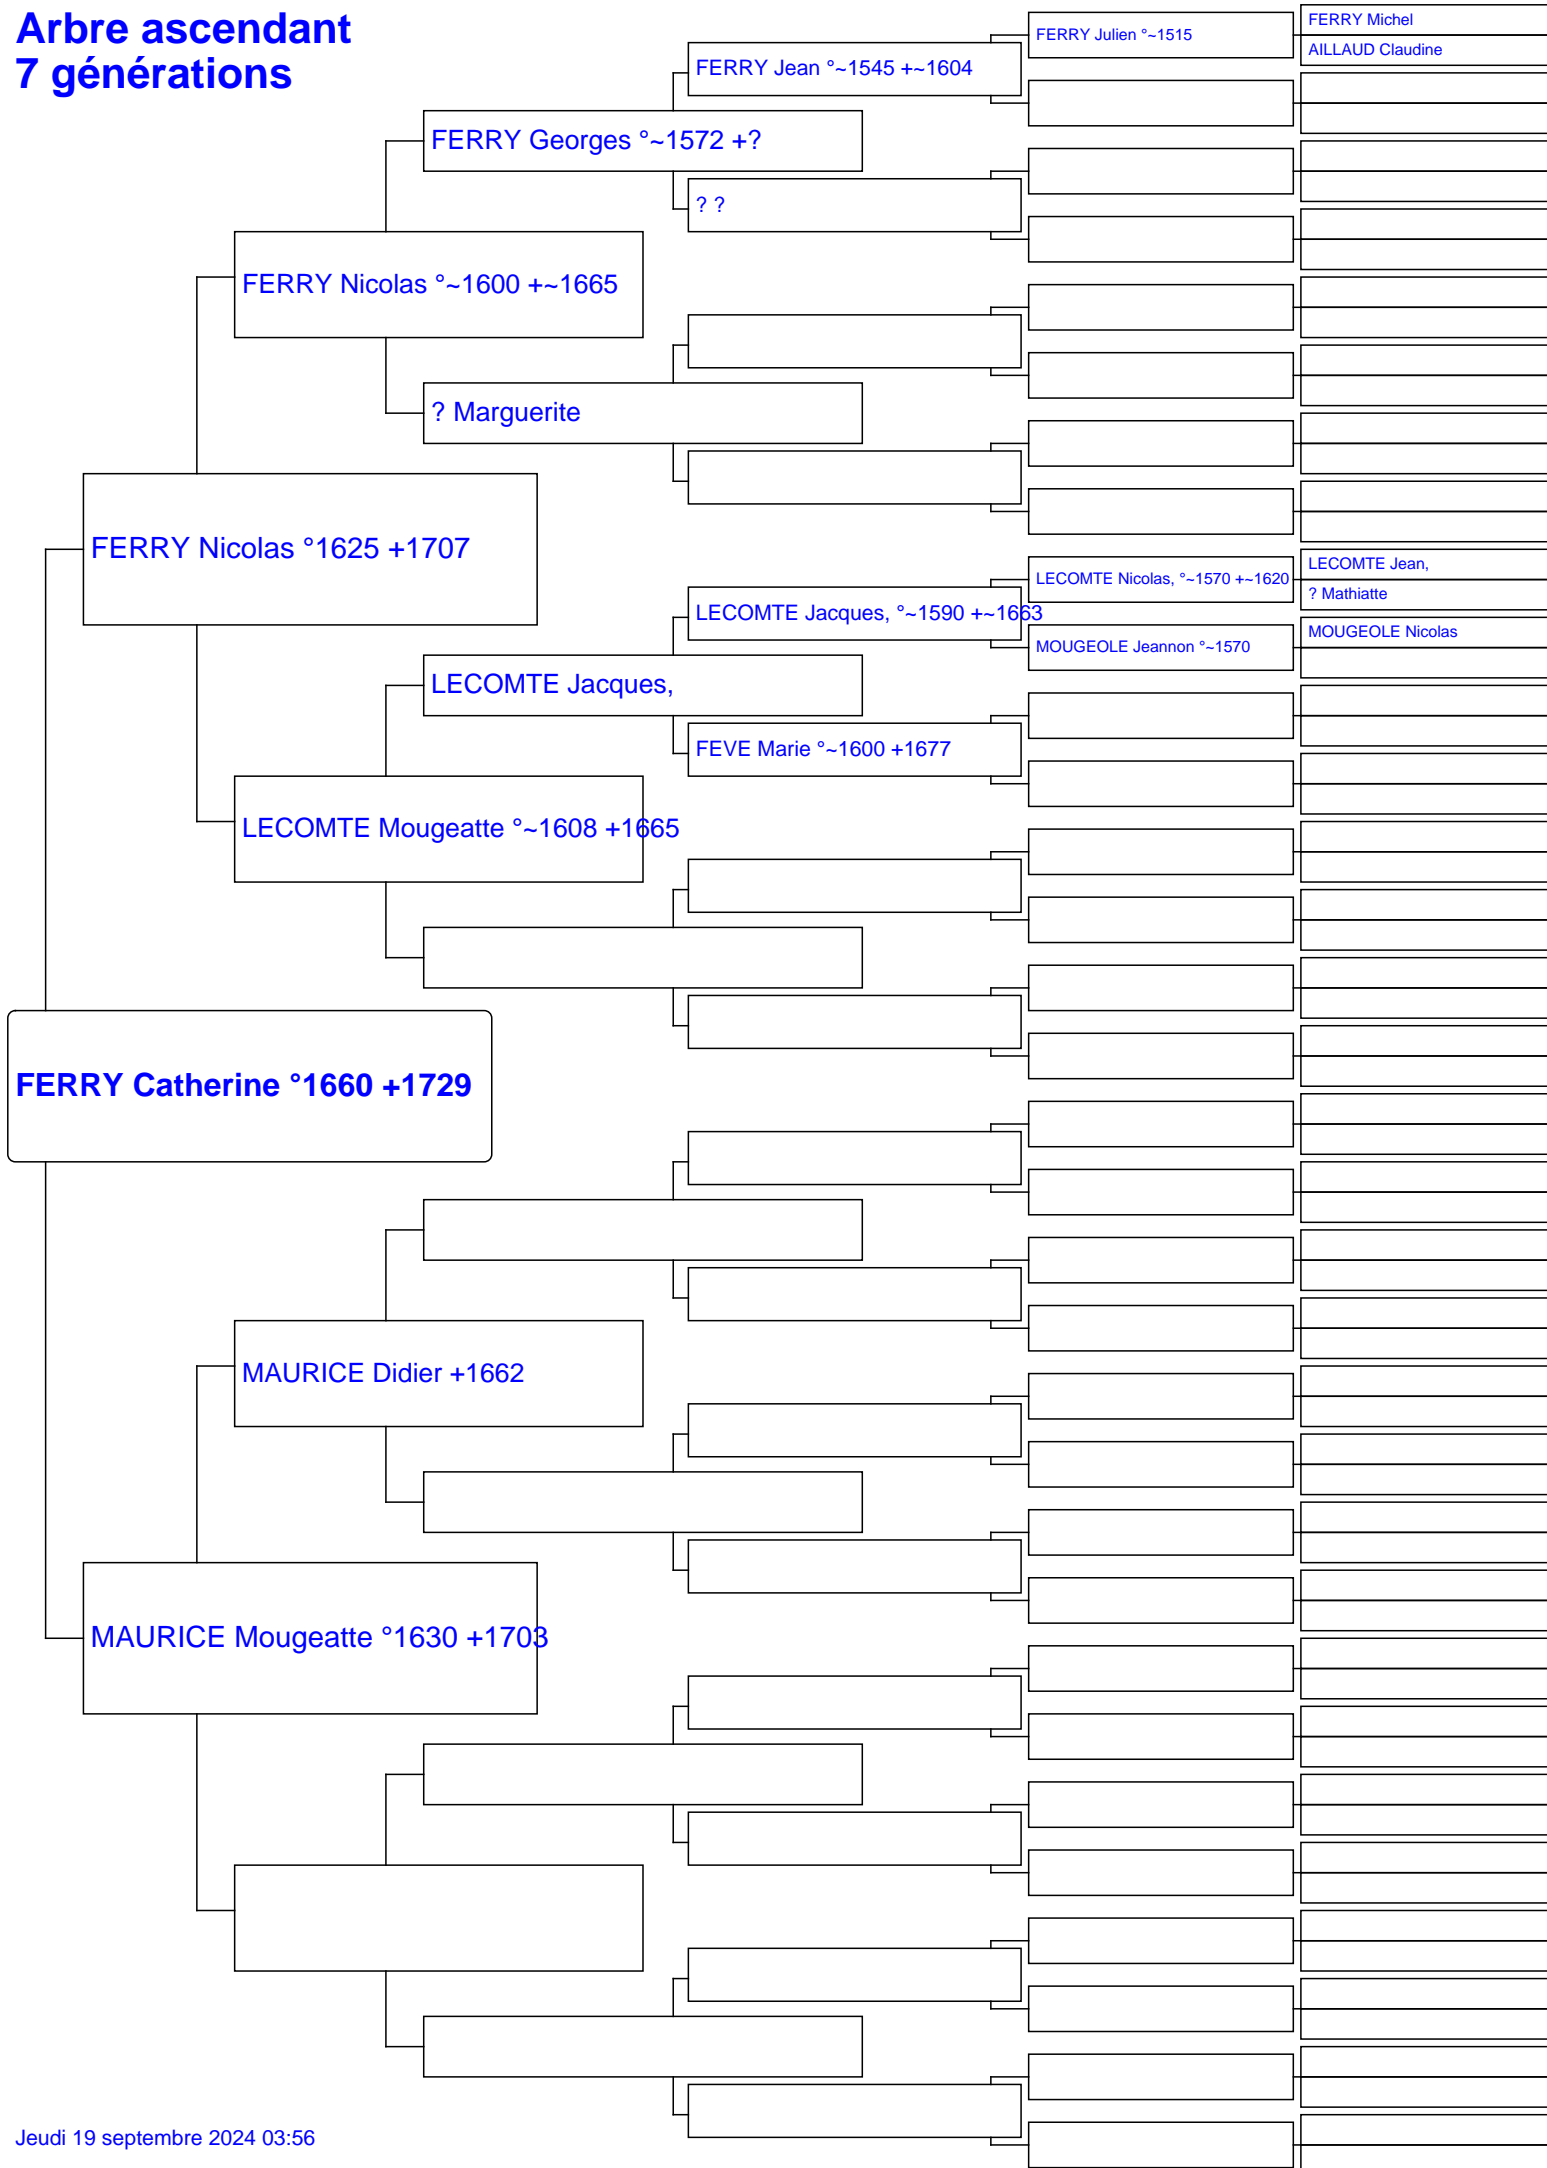 Arbre ascendant
7 générations
FERRY Michel
AILLAUD Claudine
FERRY Julien °~1515
FERRY Jean °~1545 +~1604
FERRY Georges °~1572 +?
? ?
FERRY Nicolas °~1600 +~1665
? Marguerite
FERRY Nicolas °1625 +1707
LECOMTE Jean,
? Mathiatte
LECOMTE Nicolas, °~1570 +~1620
LECOMTE Jacques, °~1590 +~1663
MOUGEOLE Nicolas
MOUGEOLE Jeannon °~1570
LECOMTE Jacques,
FEVE Marie °~1600 +1677
LECOMTE Mougeatte °~1608 +1665
FERRY Catherine °1660 +1729
MAURICE Didier +1662
MAURICE Mougeatte °1630 +1703
Jeudi 19 septembre 2024 03:56